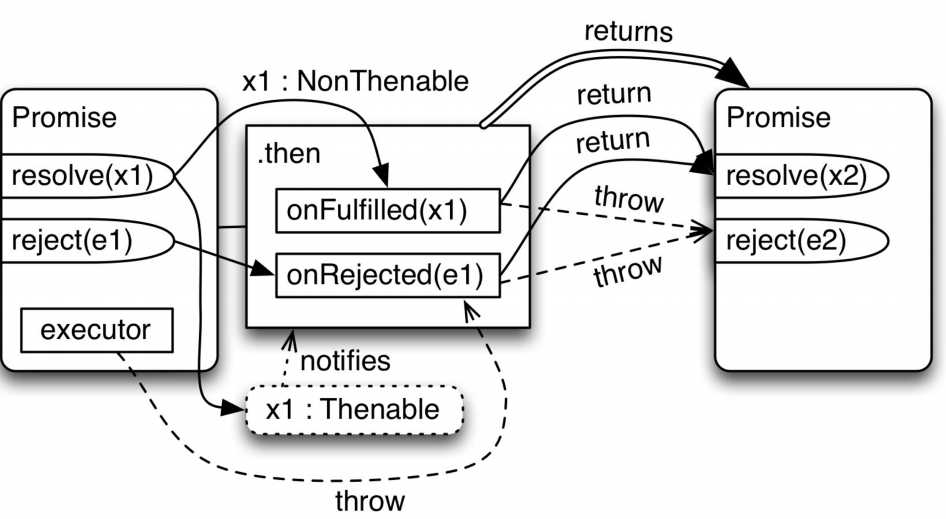 returns
x1 : NonThenable
return
Promise
.then
return
Promise
resolve(x1)
onFulfilled(x1)
throw
resolve(x2)
reject(e1)
onRejected(e1)
throw
reject(e2)
executor
notifies
x1 : Thenable
throw